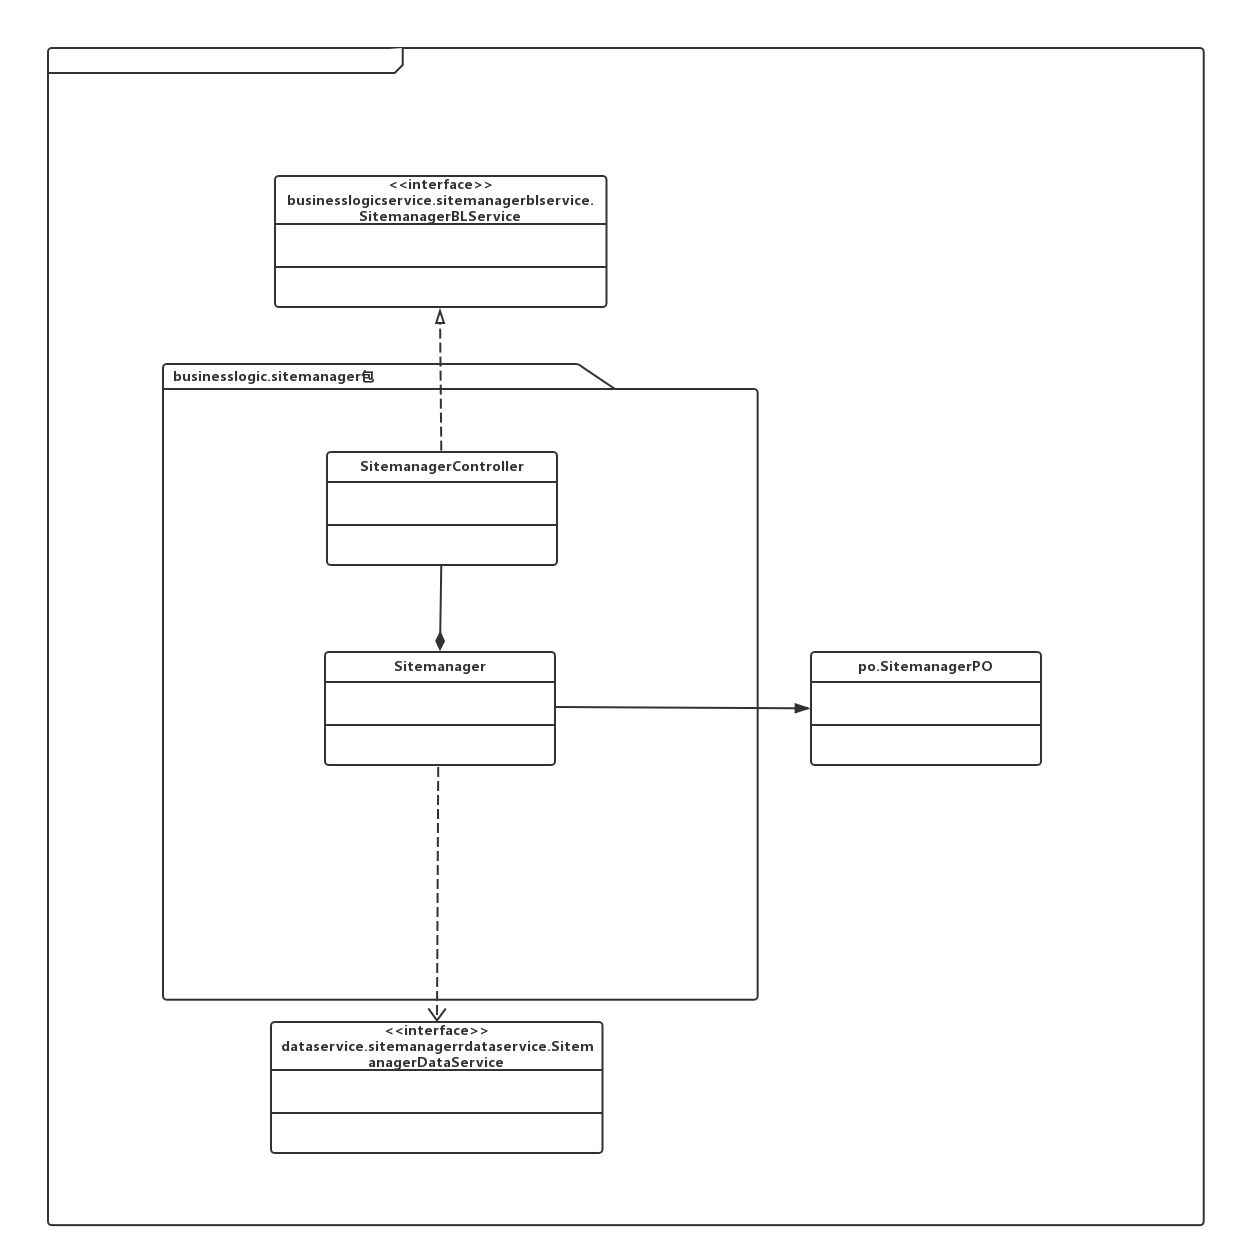 <<interface>>
businesslogicservice.sitemanagerblservice.
SitemanagerBLService
businesslogic.sitemanager包
SitemanagerController
Sitemanager
po.SitemanagerPO
<<interface>>
dataservice.sitemanagerrdataservice.Sitem
anagerDataService